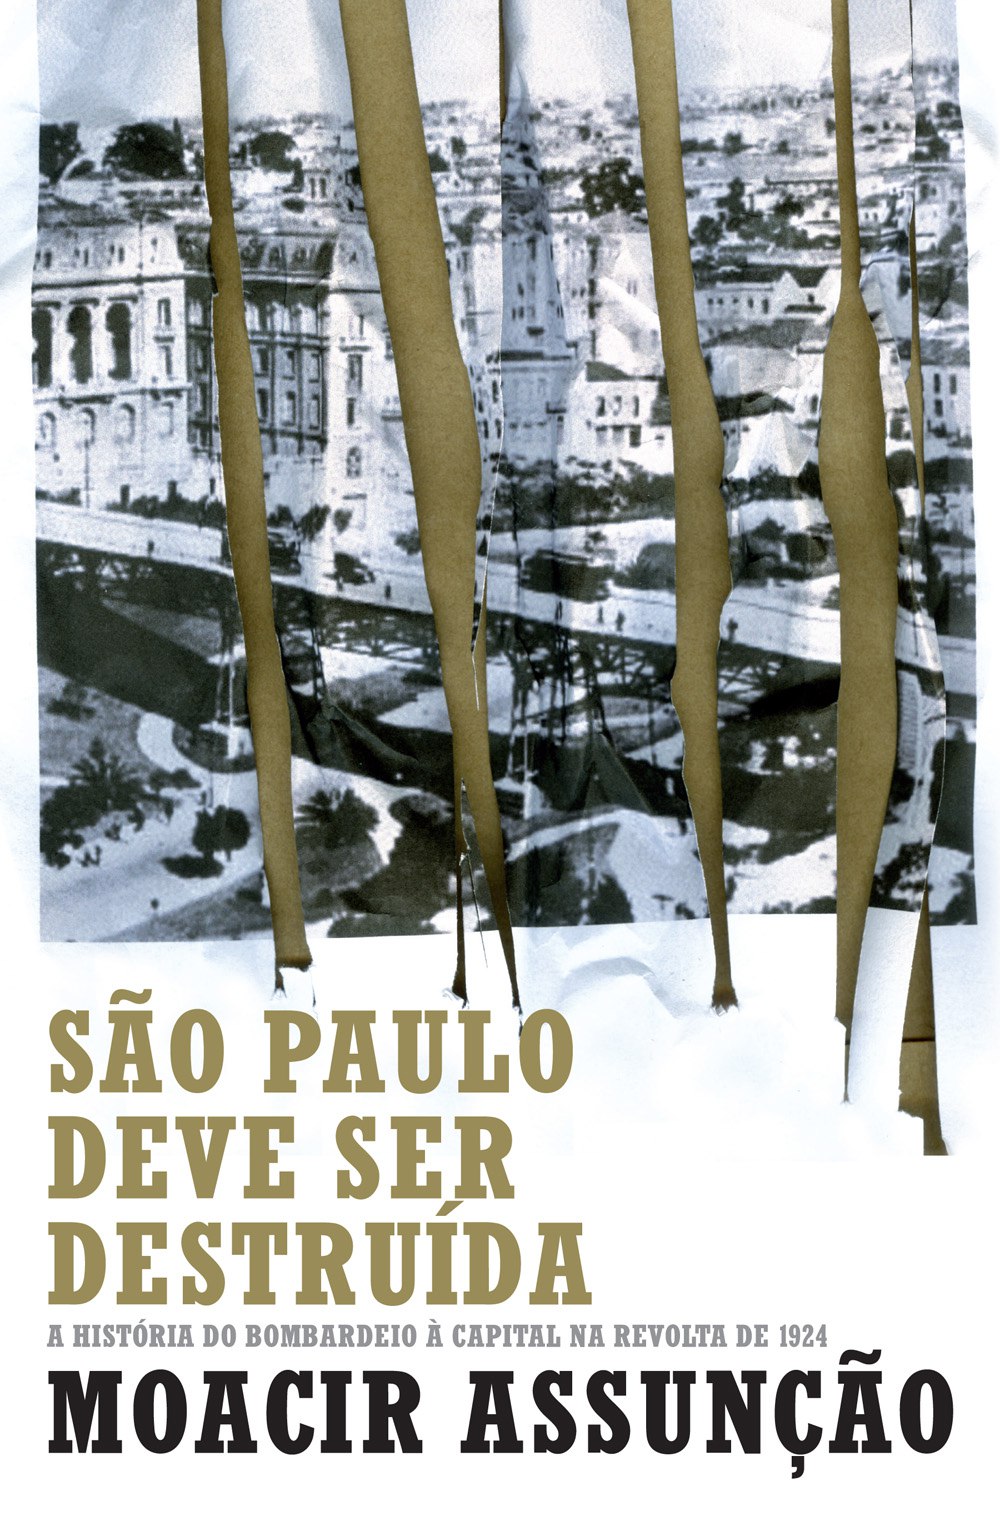 SÃO PAULO
DEVE SER
DESTRUÍDA
A HISTÓRIA DO BOMBARDEIO À CAPITAL NA REVOLTA DE 1924
MOACIR ASSUNÇÃO